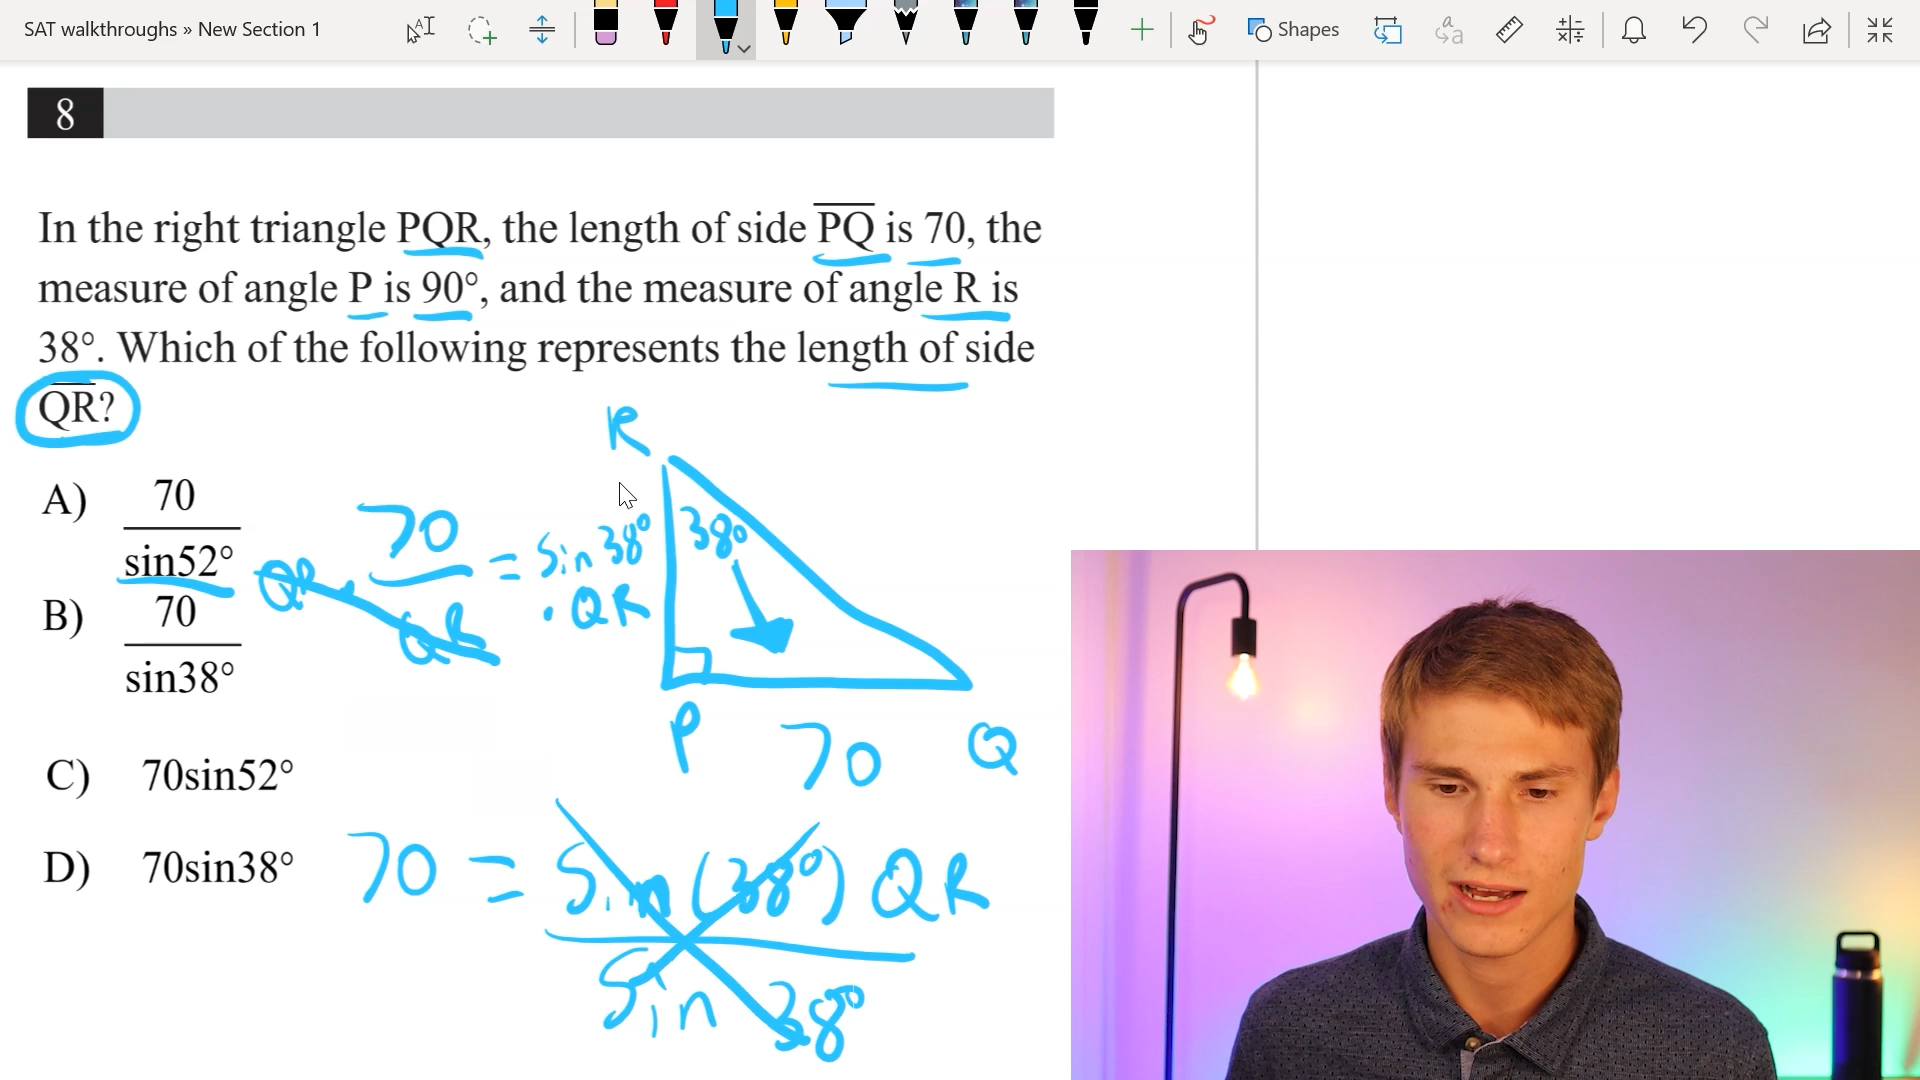 SAT walkthroughs » New Section 1
Shapes
8
In the right triangle PQR, the length of side PQ is 70, the
measure of angle P is 90°, and the measure of angle R is
38°. Which of the following represents the length of side
QR?
A) 70
sin52°
B) 70
sin38°
C) 70sin52°
D) 70sin38°
QR · 70 = sin 38°
QR · QR
R
38°
P 70 Q
70 = Sin (38°) QR
Sin 38°